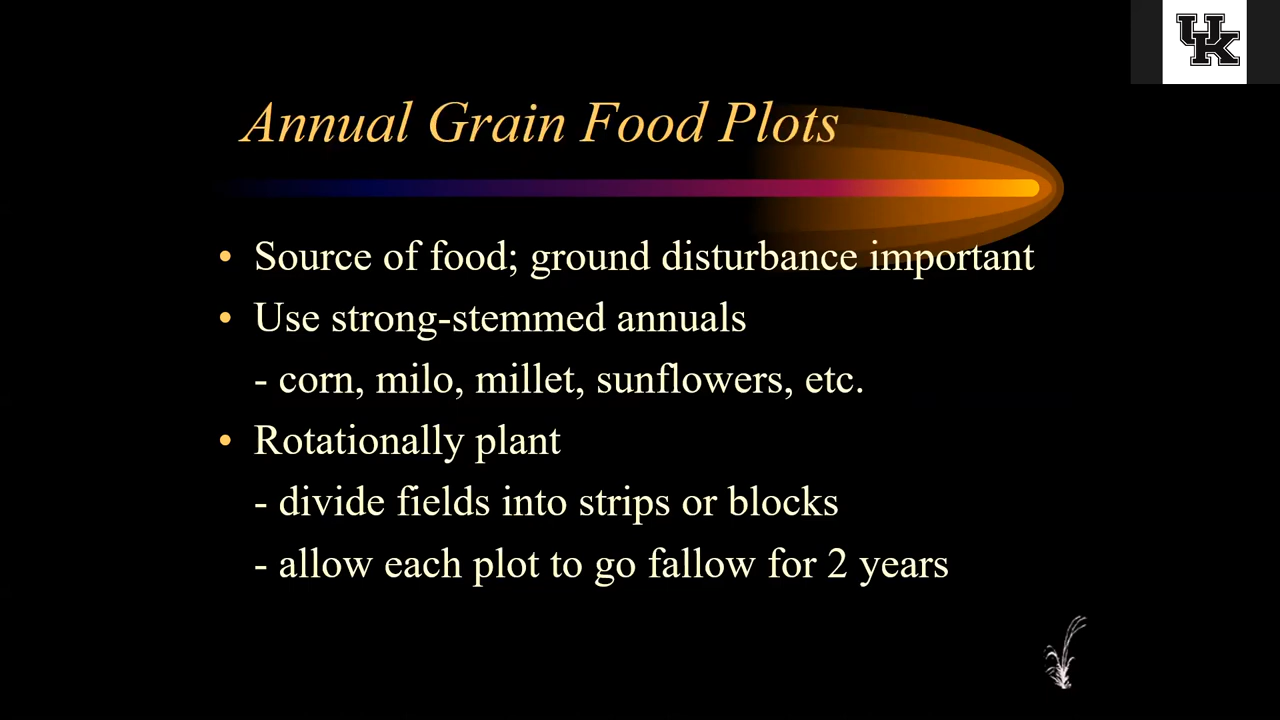 UK
Annual Grain Food Plots
• Source of food; ground disturbance important
• Use strong-stemmed annuals
- corn, milo, millet, sunflowers, etc.
• Rotationally plant
- divide fields into strips or blocks
- allow each plot to go fallow for 2 years